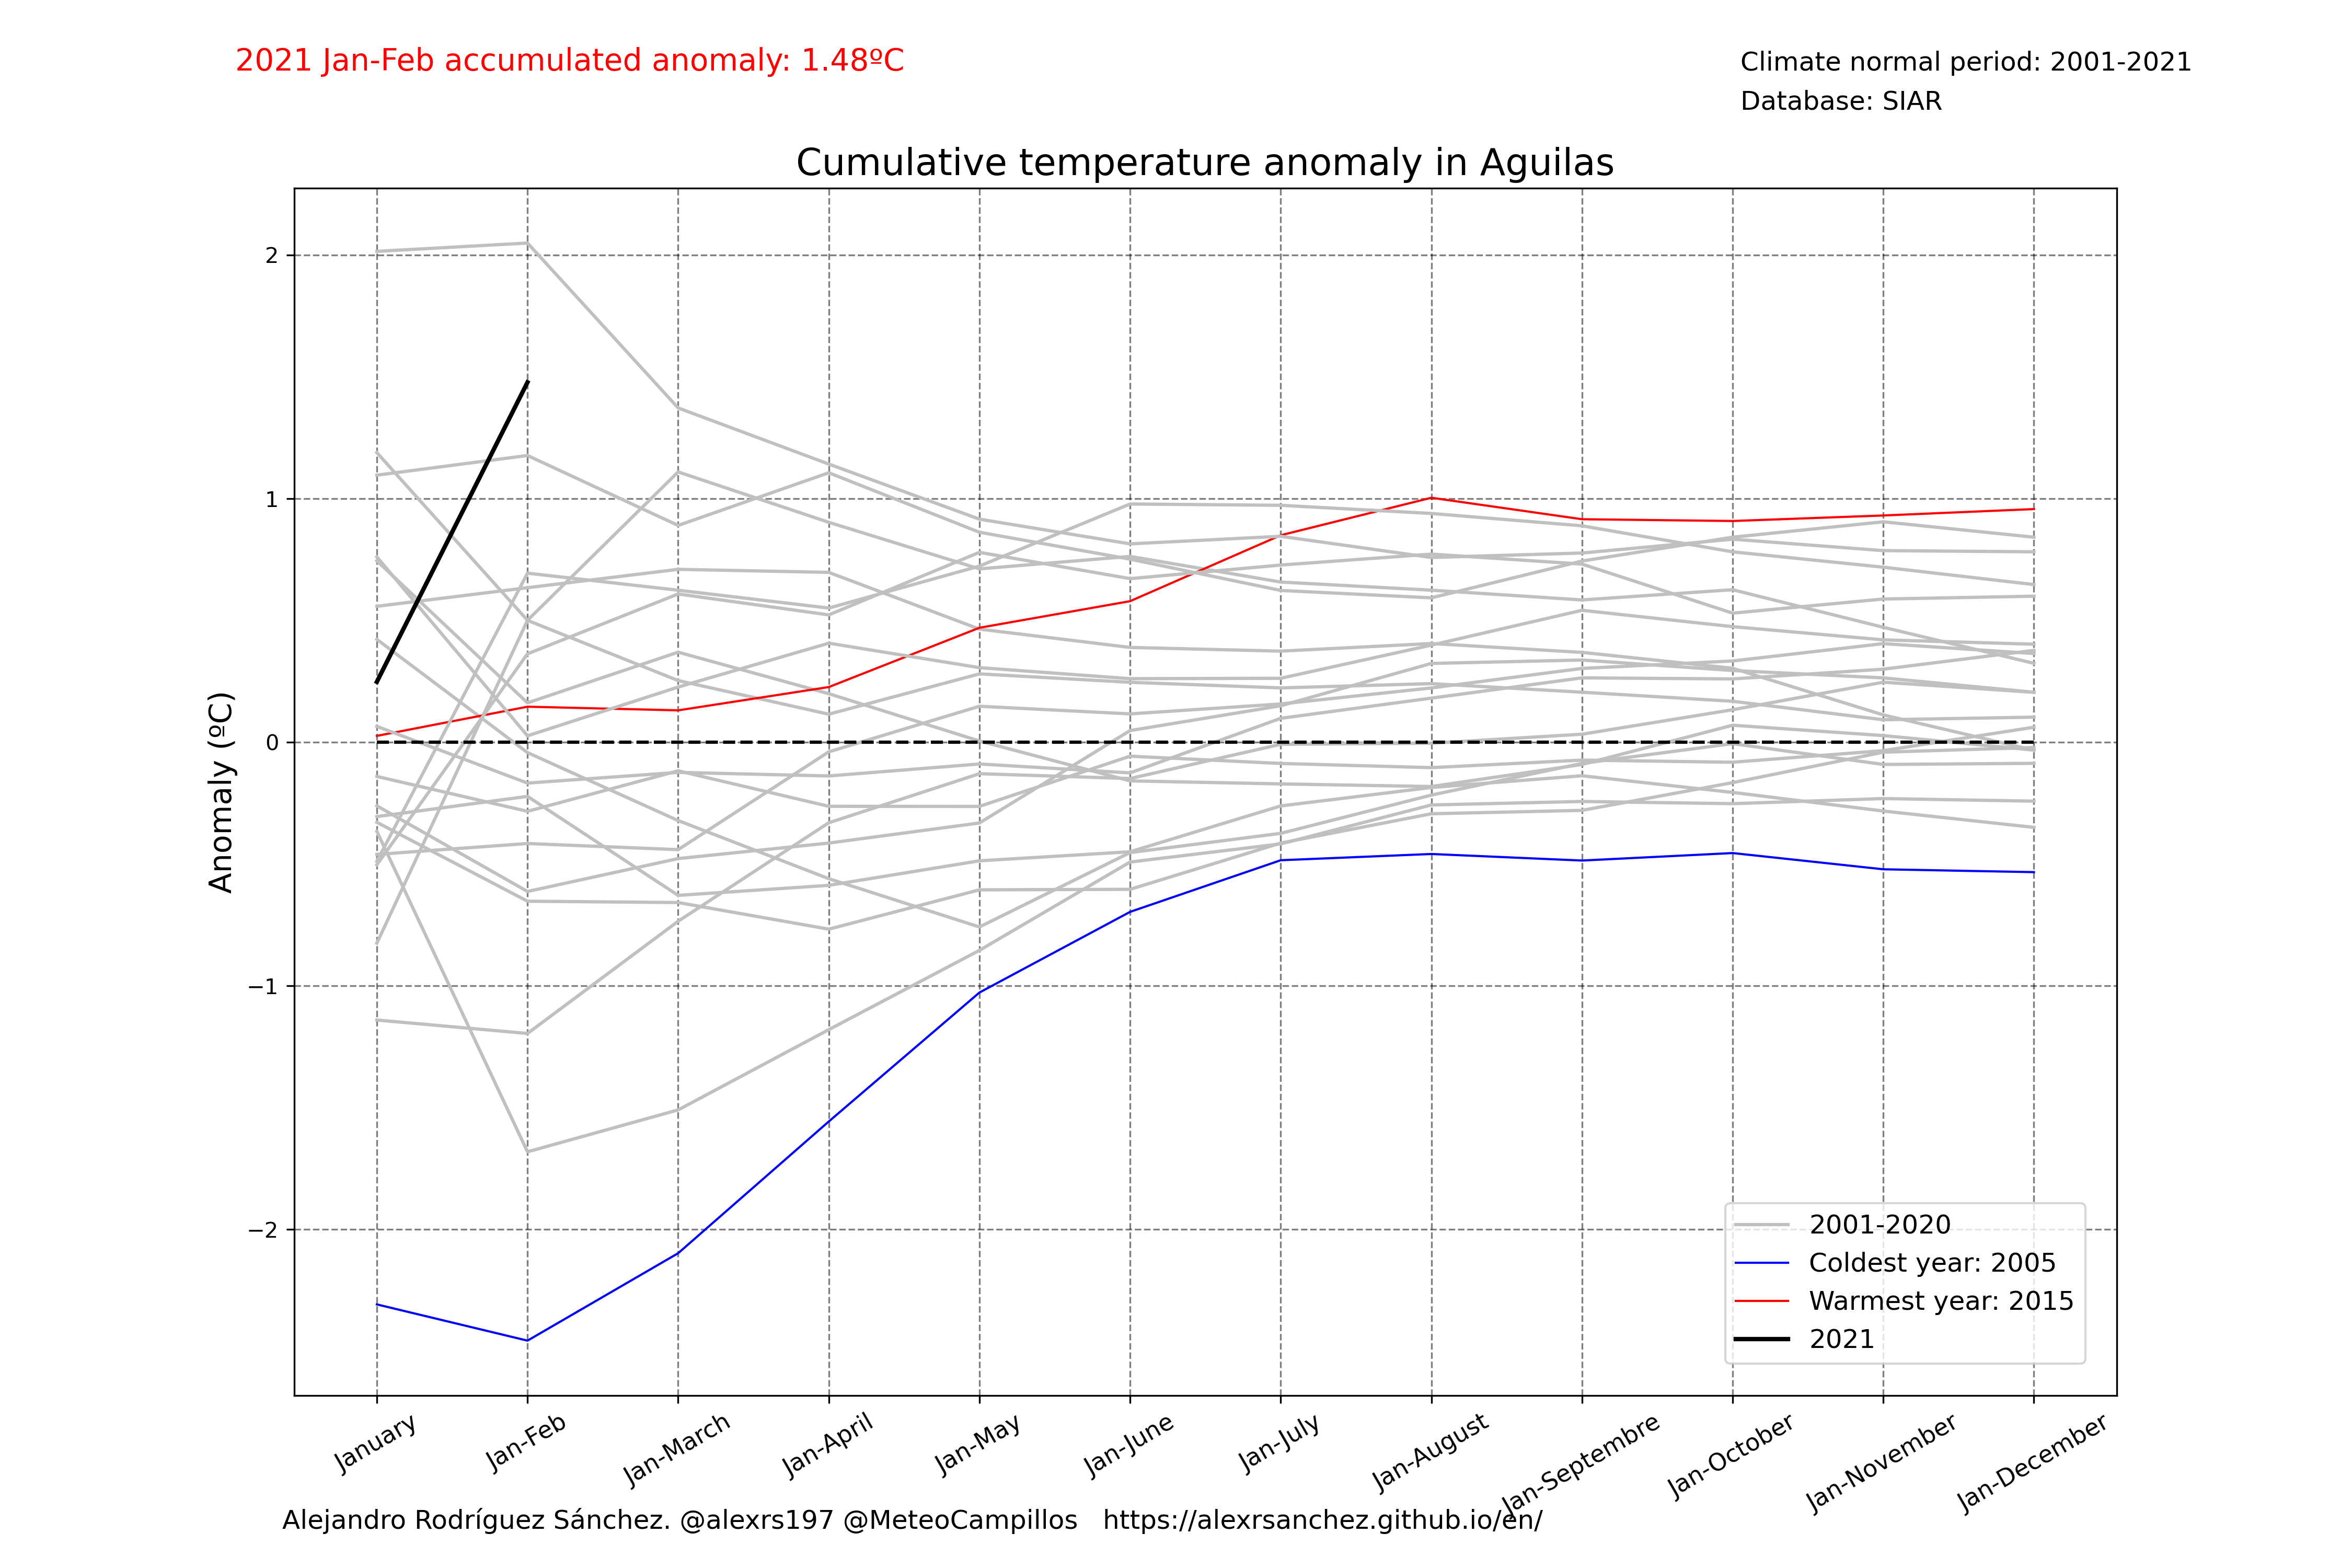 2021 Jan-Feb accumulated anomaly: 1.48ºC
Climate normal period: 2001-2021
Database: SIAR
Cumulative temperature anomaly in Aguilas
Anomaly (ºC)
2
1
0
−1
−2
2001-2020
Coldest year: 2005
Warmest year: 2015
2021
January
Jan-Feb
Jan-March
Jan-April
Jan-May
Jan-June
Jan-July
Jan-August
Jan-Septembre
Jan-October
Jan-November
Jan-December
Alejandro Rodríguez Sánchez. @alexrs197 @MeteoCampillos   https://alexrsanchez.github.io/en/